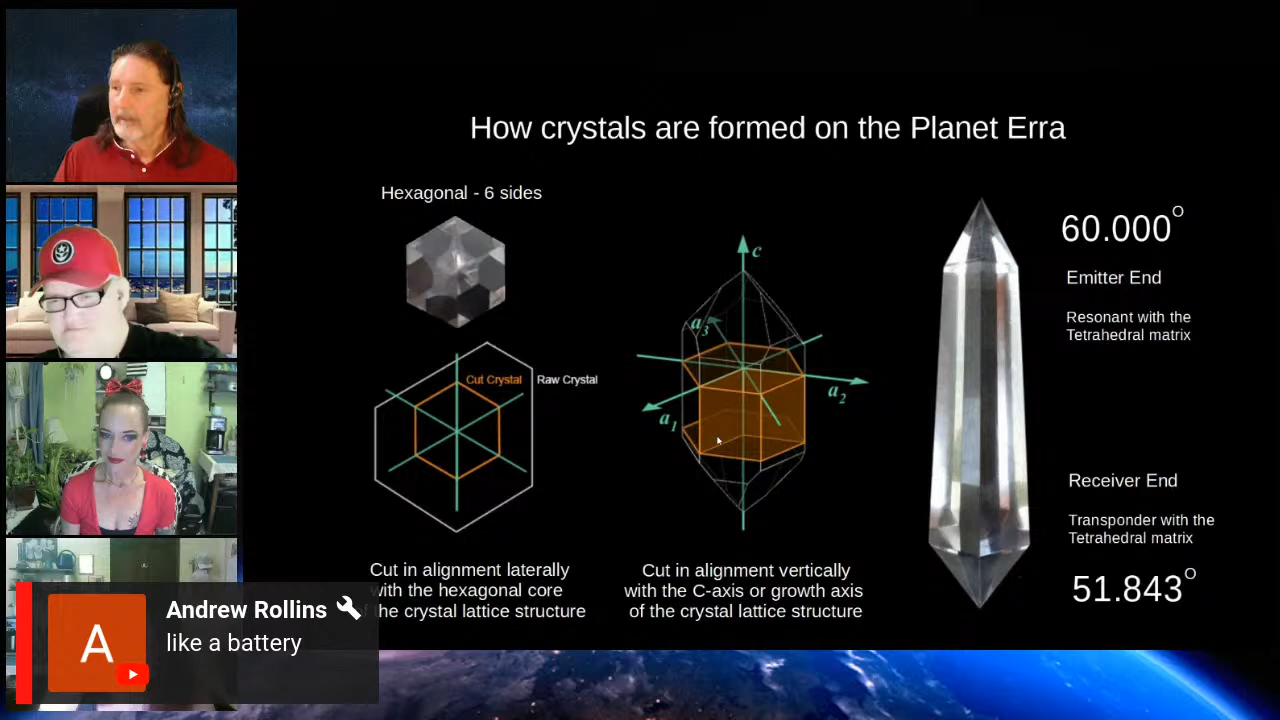 How crystals are formed on the Planet Erra
Hexagonal - 6 sides
Cut Crystal
Raw Crystal
Cut in alignment laterally
with the hexagonal core
of the crystal lattice structure
c
a3
a2
a1
Cut in alignment vertically
with the C-axis or growth axis
of the crystal lattice structure
60.000O
Emitter End
Resonant with the
Tetrahedral matrix
Receiver End
Transponder with the
Tetrahedral matrix
51.843O
A
Andrew Rollins
like a battery